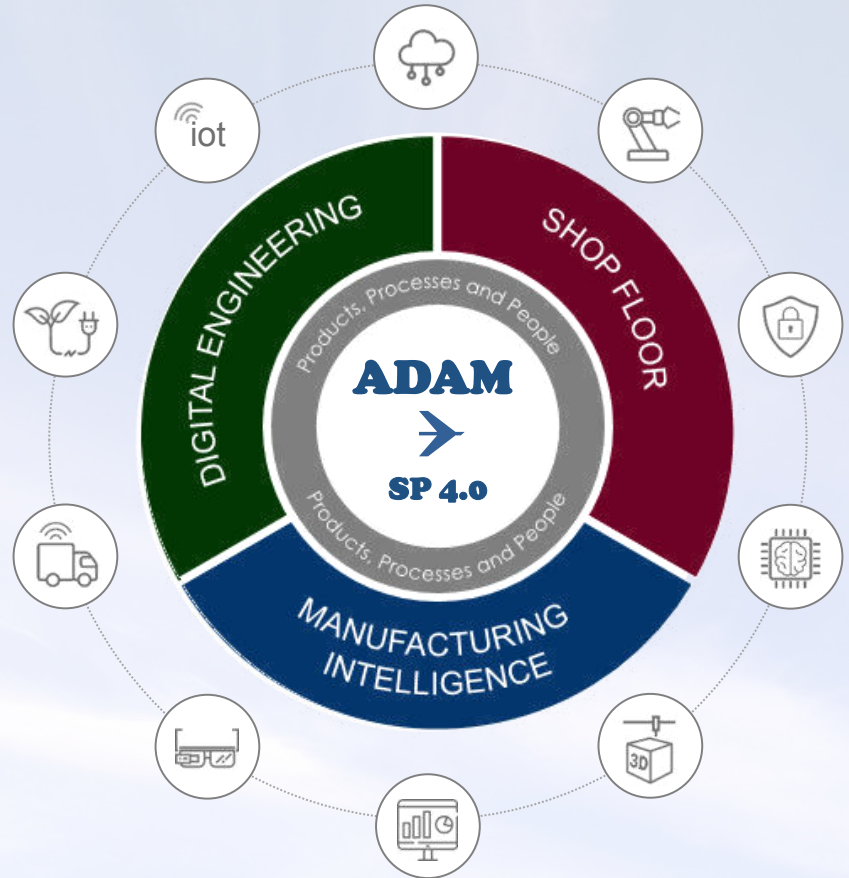 iot
DIGITAL ENGINEERING
SHOP FLOOR
Products, Processes and People
ADAM
SP 4.0
Products, Processes and People
MANUFACTURING
INTELLIGENCE
3D